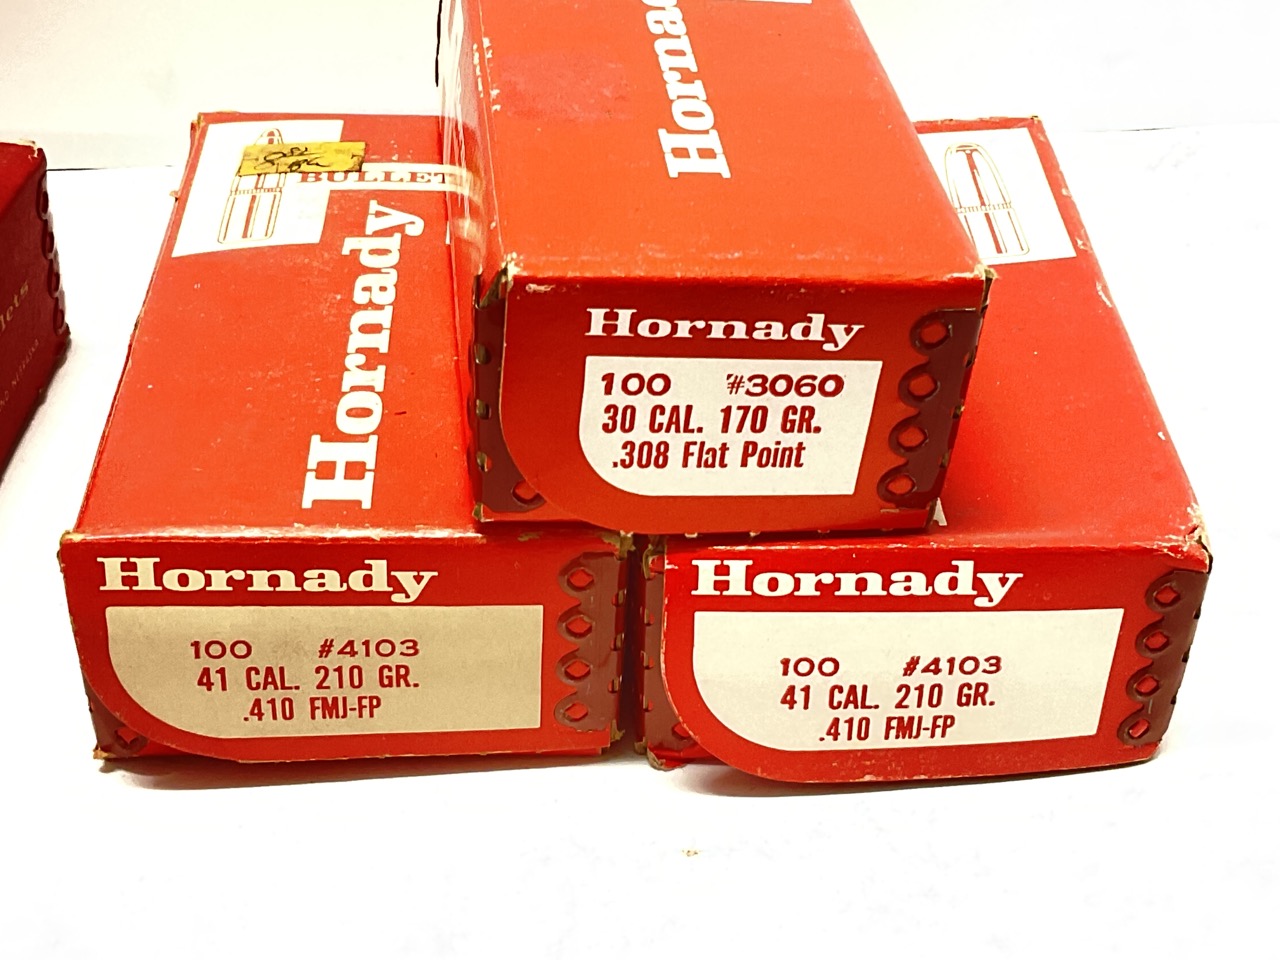 Hornady
Hornady
100 #3060
30 CAL. 170 GR.
.308 Flat Point
BULLET
Hornady
Hornady
100 #4103
41 CAL. 210 GR.
.410 FMJ-FP
Hornady
100 #4103
41 CAL. 210 GR.
.410 FMJ-FP